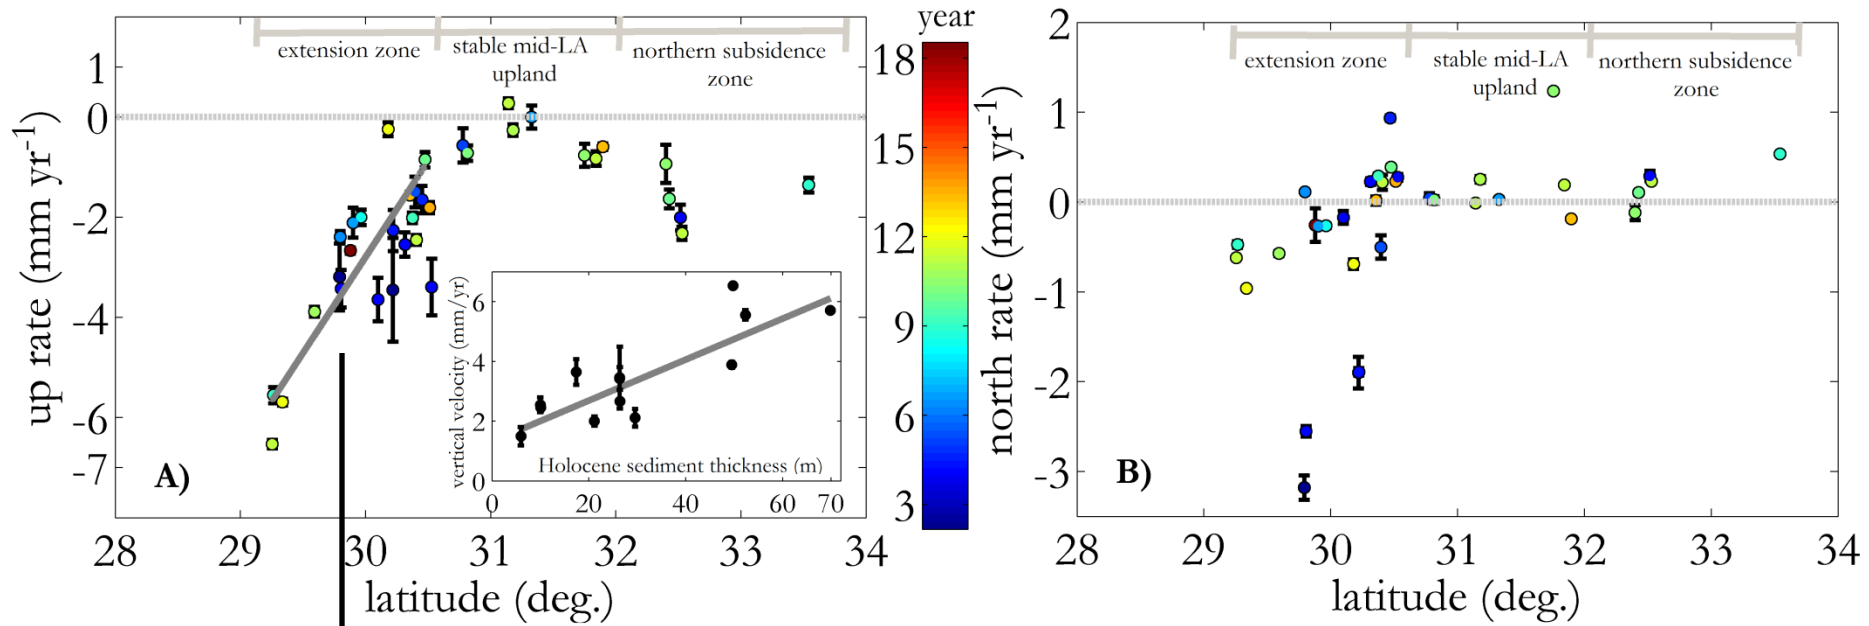 year
extension zone
stable mid-LA
upland
northern subsidence
zone
1
0
-2
-4
-6
-7
up rate (mm yr-1)
A)
28
29
30
31
32
33
34
latitude (deg.)
vertical velocity (mm/yr)
6
4
2
0
Holocene sediment thickness (m)
0
20
40
60
70
18
15
12
9
6
3
extension zone
stable mid-LA
upland
northern subsidence
zone
2
1
0
-1
-2
-3
north rate (mm yr-1)
B)
28
29
30
31
32
33
34
latitude (deg.)